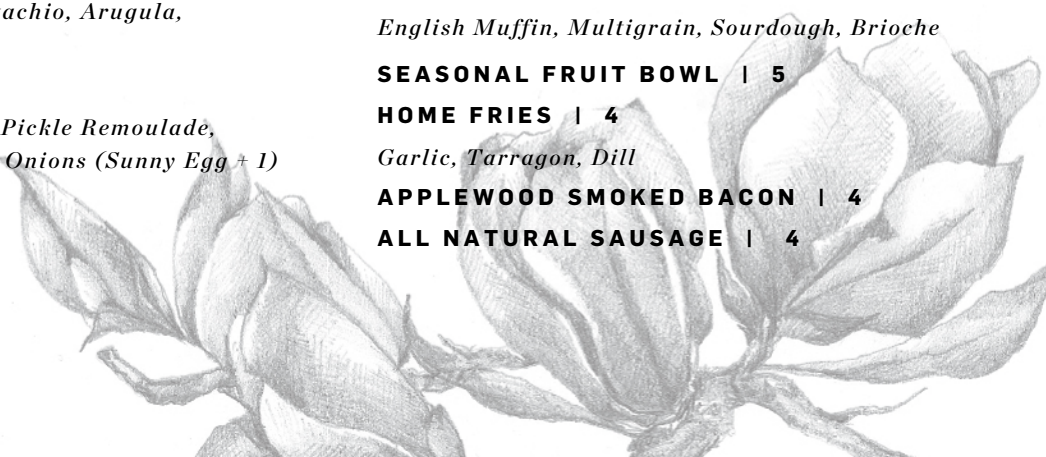 Arugula,
Pickle Remoulade,
Onions (Sunny Egg + 1)
English Muffin, Multigrain, Sourdough, Brioche
SEASONAL FRUIT BOWL | 5
HOME FRIES | 4
Garlic, Tarragon, Dill
APPLEWOOD SMOKED BACON | 4
ALL NATURAL SAUSAGE | 4